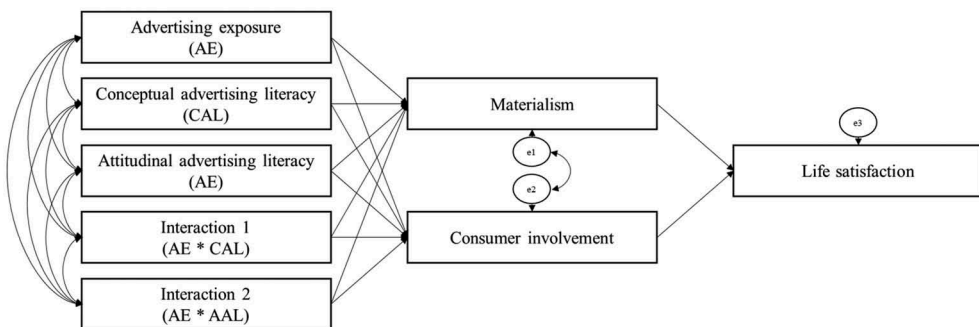 Advertising exposure
(AE)
Conceptual advertising literacy
(CAL)
Attitudinal advertising literacy
(AE)
Interaction 1
(AE * CAL)
Interaction 2
(AE * AAL)
Materialism
e1
e2
Consumer involvement
e3
Life satisfaction